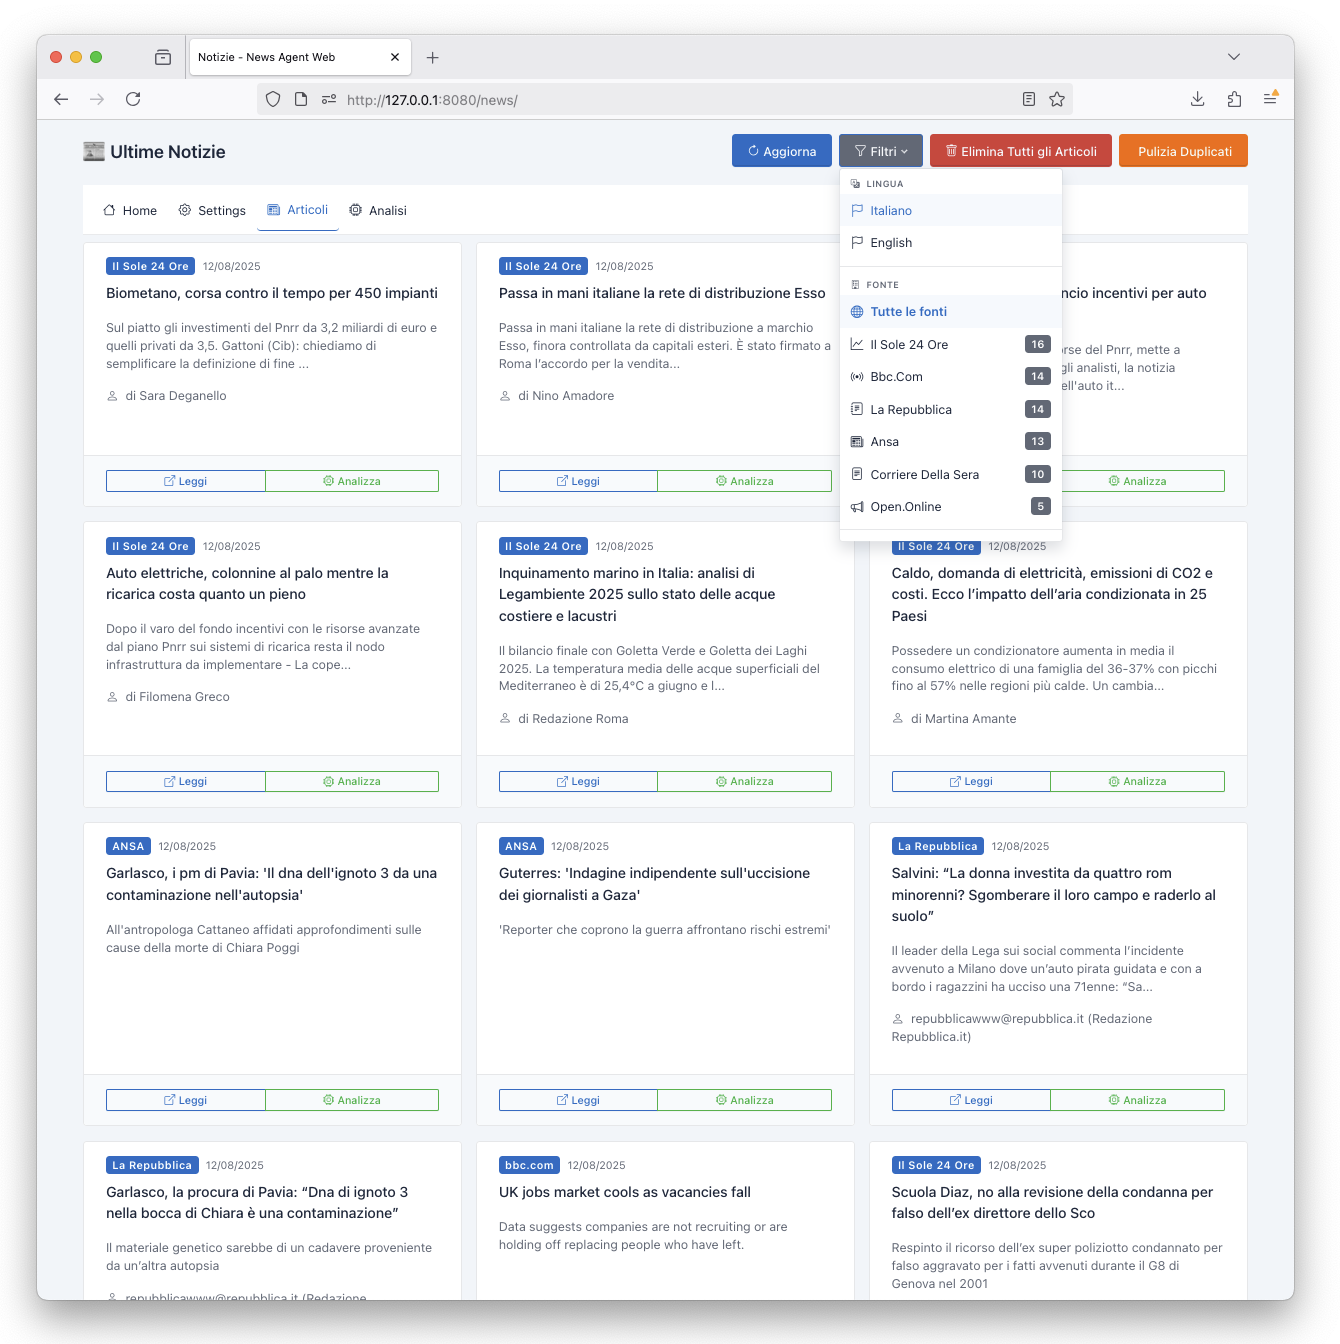 Notizie - News Agent Web
http://127.0.0.1:8080/news/
Ultime Notizie
Aggiorna
Filtri
Elimina Tutti gli Articoli
Pulizia Duplicati
Home
Settings
Articoli
Analisi
LINGUA
Italiano
English
FONTE
Tutte le fonti
Il Sole 24 Ore 16
Bbc.Com 14
La Repubblica 14
Ansa 13
Corriere Della Sera 10
Open.Online 5
Il Sole 24 Ore 12/08/2025
Biometano, corsa contro il tempo per 450 impianti
Sul piatto gli investimenti del Pnrr da 3,2 miliardi di euro e
quelli privati da 3,5. Gattoni (Cib): chiediamo di
semplificare la definizione di fine ...
di Sara Deganello
Leggi
Analizza
Il Sole 24 Ore 12/08/2025
Passa in mani italiane la rete di distribuzione Esso
Passa in mani italiane la rete di distribuzione a marchio
Esso, finora controllata da capitali esteri. È stato firmato a
Roma l'accordo per la vendita...
di Nino Amadore
Leggi
Analizza
incentivi per auto
del Pnrr, mette a
analisti, la notizia
it...
Analizza
Il Sole 24 Ore 12/08/2025
Auto elettriche, colonnine al palo mentre la
ricarica costa quanto un pieno
Dopo il varo del fondo incentivi con le risorse avanzate
dal piano Pnrr sui sistemi di ricarica resta il nodo
infrastruttura da implementare - La cope...
di Filomena Greco
Leggi
Analizza
Il Sole 24 Ore 12/08/2025
Inquinamento marino in Italia: analisi di
Legambiente 2025 sullo stato delle acque
costiere e lacustri
Il bilancio finale con Goletta Verde e Goletta dei Laghi
2025. La temperatura media delle acque superficiali del
Mediterraneo è di 25,4°C a giugno e l...
di Redazione Roma
Leggi
Analizza
Il Sole 24 Ore 12/08/2025
Caldo, domanda di elettricità, emissioni di CO2 e
costi. Ecco l'impatto dell'aria condizionata in 25
Paesi
Possedere un condizionatore aumenta in media il
consumo elettrico di una famiglia del 36-37% con picchi
fino al 57% nelle regioni più calde. Un cambia...
di Martina Amante
Leggi
Analizza
ANSA 12/08/2025
Garlasco, i pm di Pavia: 'Il dna dell'ignoto 3 da una
contaminazione nell'autopsia'
All'antropologa Cattaneo affidati approfondimenti sulle
cause della morte di Chiara Poggi
Leggi
Analizza
ANSA 12/08/2025
Guterres: 'Indagine indipendente sull'uccisione
dei giornalisti a Gaza'
'Reporter che coprono la guerra affrontano rischi estremi'
Leggi
Analizza
La Repubblica 12/08/2025
Salvini: “La donna investita da quattro rom
minorenni? Sgomberare il loro campo e raderlo al
suolo”
Il leader della Lega sui social commenta l'incidente
avvenuto a Milano dove un'auto pirata guidata e con a
bordo i ragazzini ha ucciso una 71enne: “Sa...
repubblicawww@repubblica.it (Redazione
Repubblica.it)
Leggi
Analizza
La Repubblica 12/08/2025
Garlasco, la procura di Pavia: “Dna di ignoto 3
nella bocca di Chiara è una contaminazione”
Il materiale genetico sarebbe di un cadavere proveniente
da un'altra autopsia
repubblicawww@repubblica.it (Redazione
bbc.com 12/08/2025
UK jobs market cools as vacancies fall
Data suggests companies are not recruiting or are
holding off replacing people who have left.
Il Sole 24 Ore 12/08/2025
Scuola Diaz, no alla revisione della condanna per
falso dell'ex direttore dello Sco
Respinto il ricorso dell'ex super poliziotto condannato per
falso aggravato per i fatti avvenuti durante il G8 di
Genova nel 2001